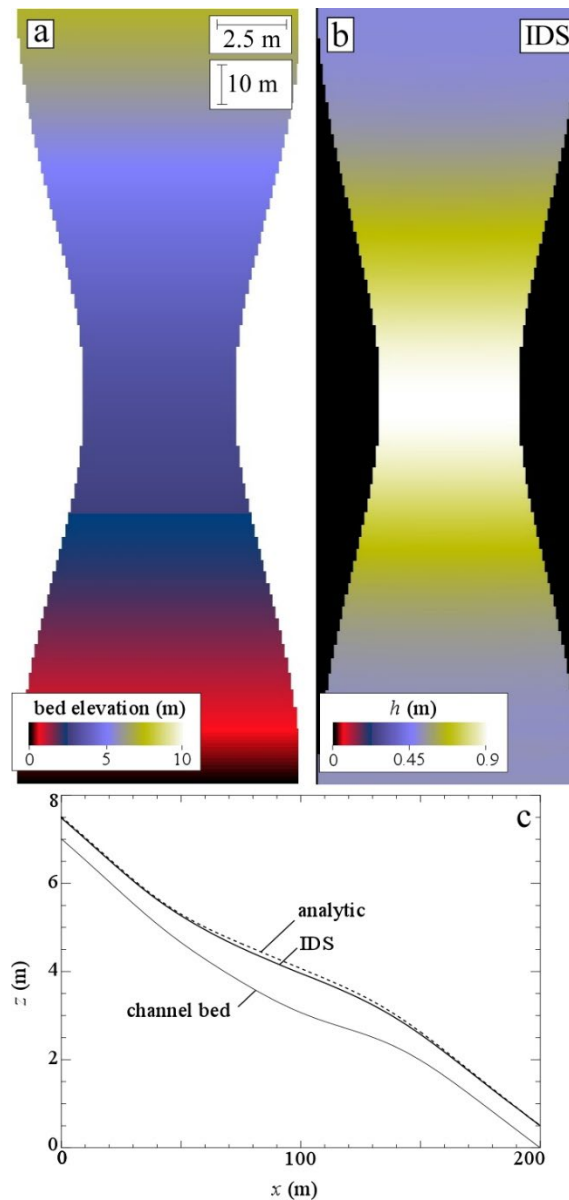 a
2.5 m
10 m
b
IDS
bed elevation (m)
0 5 10
h (m)
0 0.45 0.9
c
8
6
4
2
0
z (m)
analytic
IDS
channel bed
0 100 200
x (m)